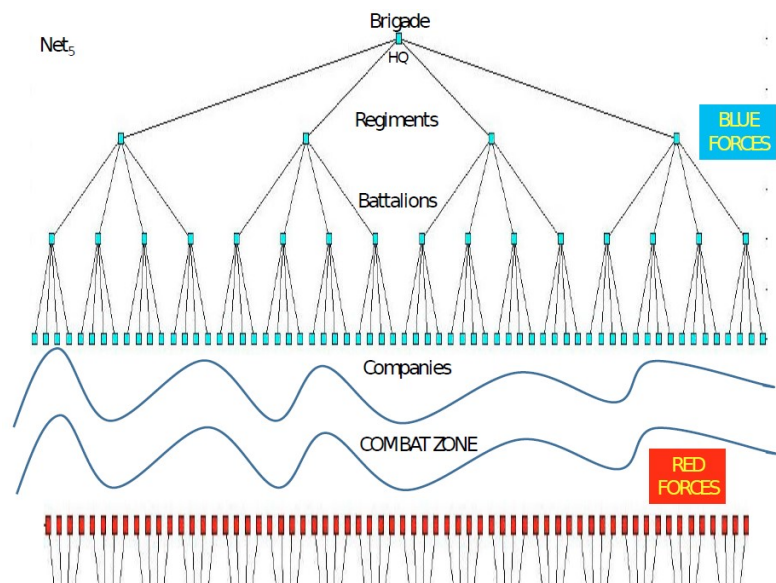 Brigade
Net5
HQ
Regiments
BLUE
FORCES
Battalions
Companies
COMBAT ZONE
RED
FORCES